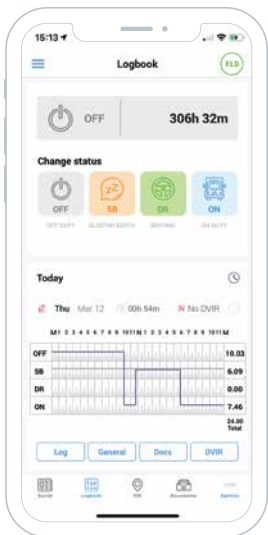 15:13
Logbook
ELD
OFF 306h 32m
Change status
OFF SB DR ON
OFF DUTY SLEEPER BERTH DRIVING ON DUTY
Today
Thu Mar 12 00h 54m No DVIR
M 1 2 3 4 5 6 7 8 9 10 11 N 1 2 3 4 5 6 7 8 9 10 11 M
OFF 10.03
SB 6.09
DR 0.00
ON 7.46
24.00
Total
Log General Docs DVIR
Logbook Documents